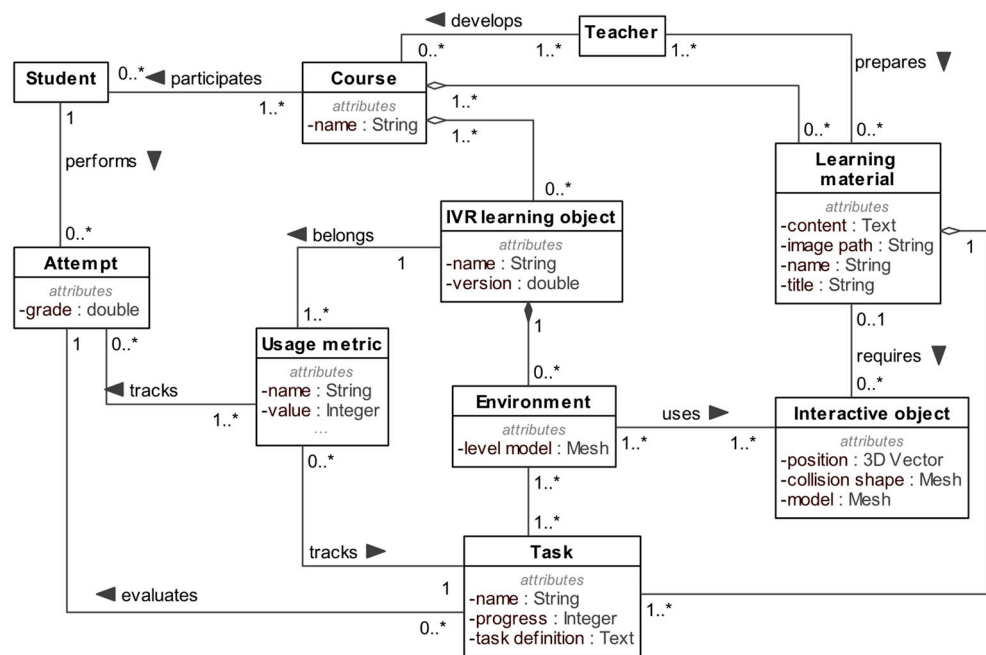 ◄ develops
Teacher
0..*
1..*
1..*
prepares ▼
Student
0..*
◄ participates
1..*
Course
attributes
-name : String
1..*
1..*
1
performs ▼
0..*
0..*
0..*
Learning
material
attributes
-content : Text
-image path : String
-name : String
-title : String
1
0..*
IVR learning object
attributes
-name : String
-version : double
◄ belongs
1
0..*
Attempt
attributes
-grade : double
1
0..1
requires ▼
0..*
1..*
Usage metric
attributes
-name : String
-value : Integer
...
1
0..*
◄ tracks
1..*
0..*
Environment
attributes
-level model : Mesh
uses ►
1..*
1..*
Interactive object
attributes
-position : 3D Vector
-collision shape : Mesh
-model : Mesh
0..*
1..*
1..*
tracks ►
1
Task
attributes
-name : String
-progress : Integer
-task definition : Text
1..*
◄ evaluates
0..*